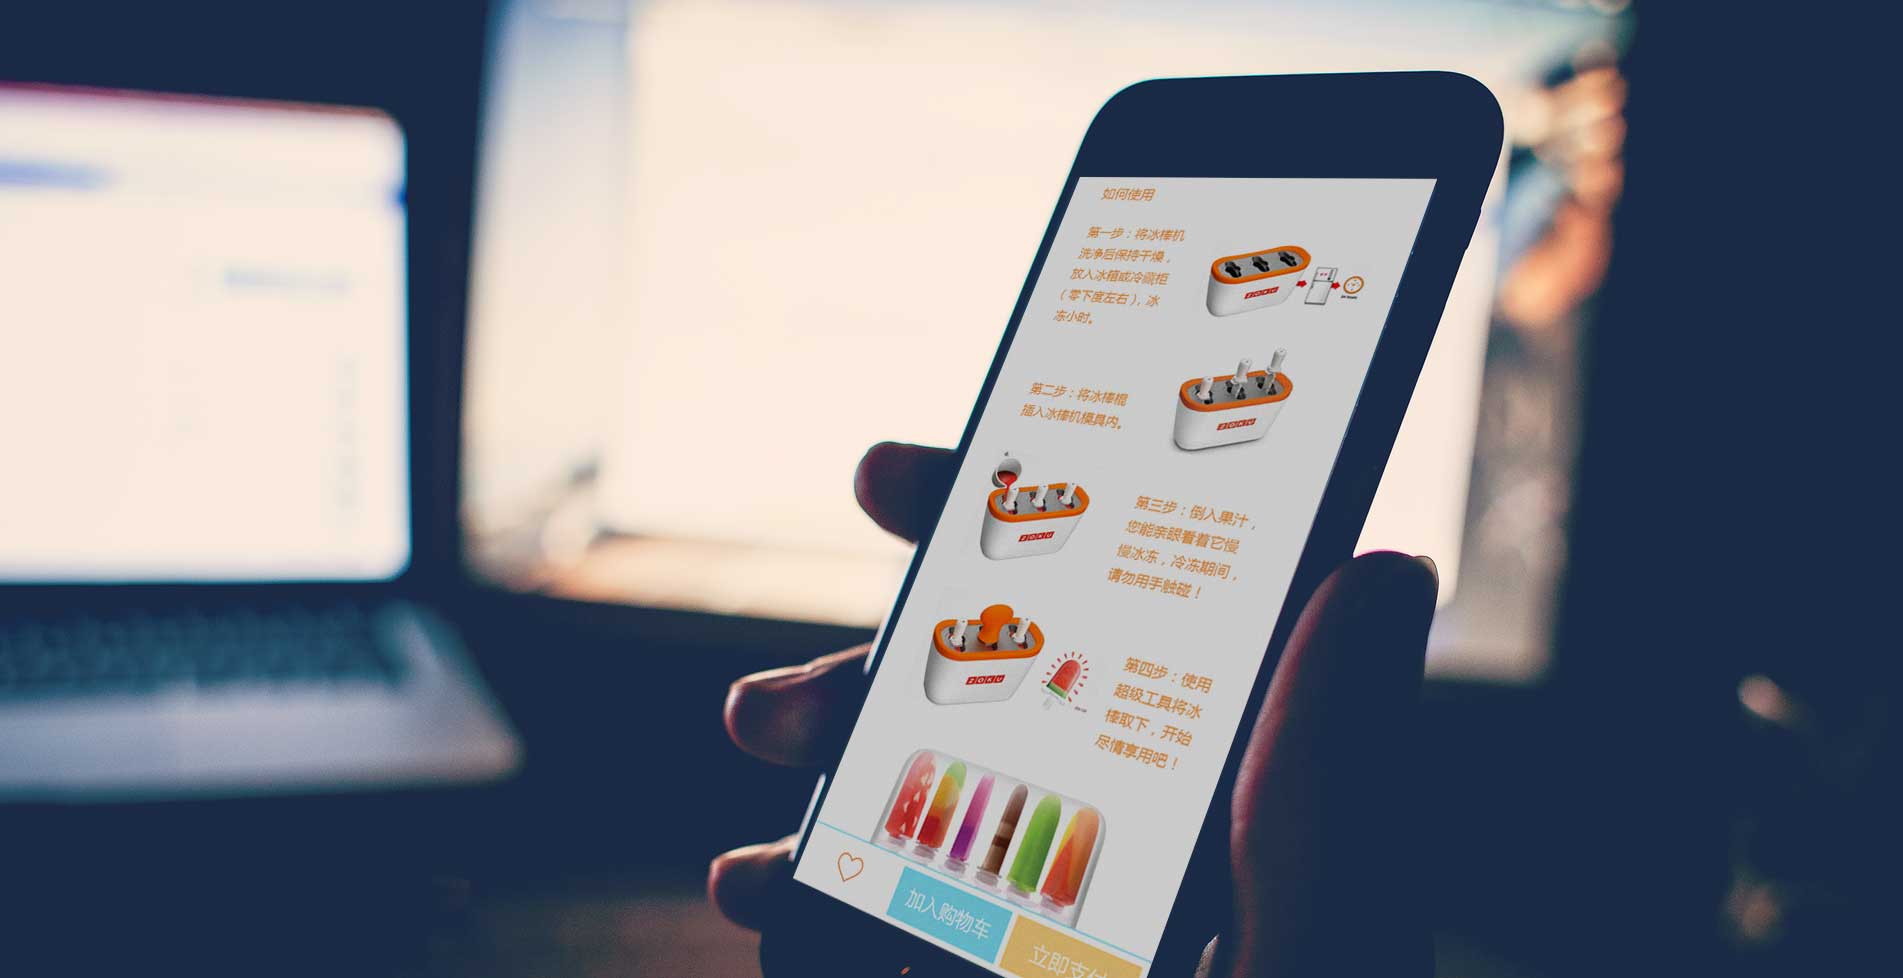 如何使用
第一步：将冰棒机
洗净后保持干燥，
放入冰箱或冷藏柜
（零下度左右），冰
冻小时。
ZOKU
第二步：将冰棒棍
插入冰棒机模具内。
ZOKU
ZOKU
第三步：倒入果汁，
您能亲眼看着它慢
慢冰冻，冷冻期间，
请勿用手触碰！
ZOKU
第四步：使用
超级工具将冰
棒取下，开始
尽情享用吧！
加入购物车
立即支付